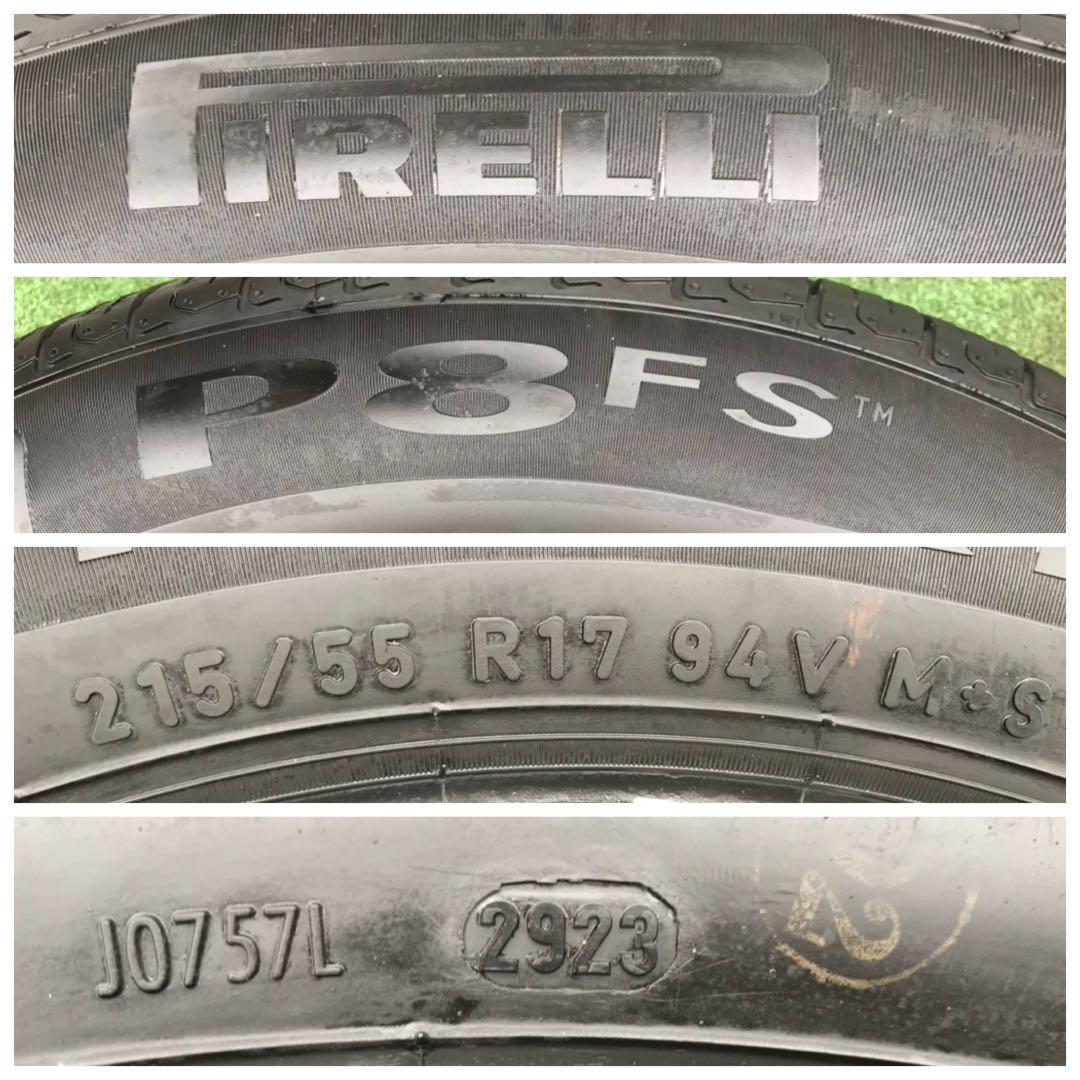 PIRELLI
P8 FS™
215/55 R17 94V M+S
J0757L 2923